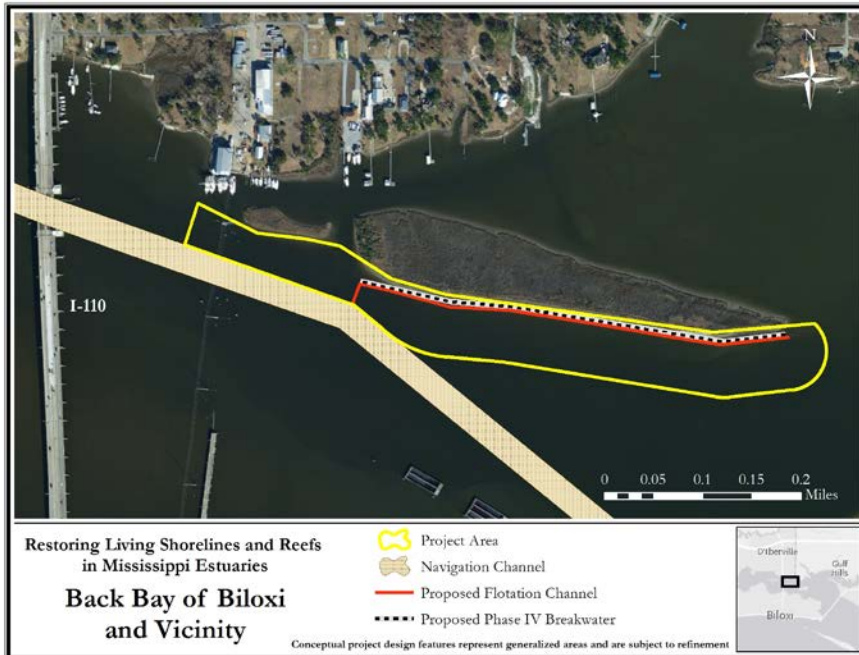 N
I-110
0 0.05 0.1 0.15 0.2
Miles
Restoring Living Shorelines and Reefs
in Mississippi Estuaries
Back Bay of Biloxi
and Vicinity
Project Area
Navigation Channel
Proposed Flotation Channel
Proposed Phase IV Breakwater
Conceptual project design features represent generalized areas and are subject to refinement
D'Iberville
Gulf
Hills
Biloxi